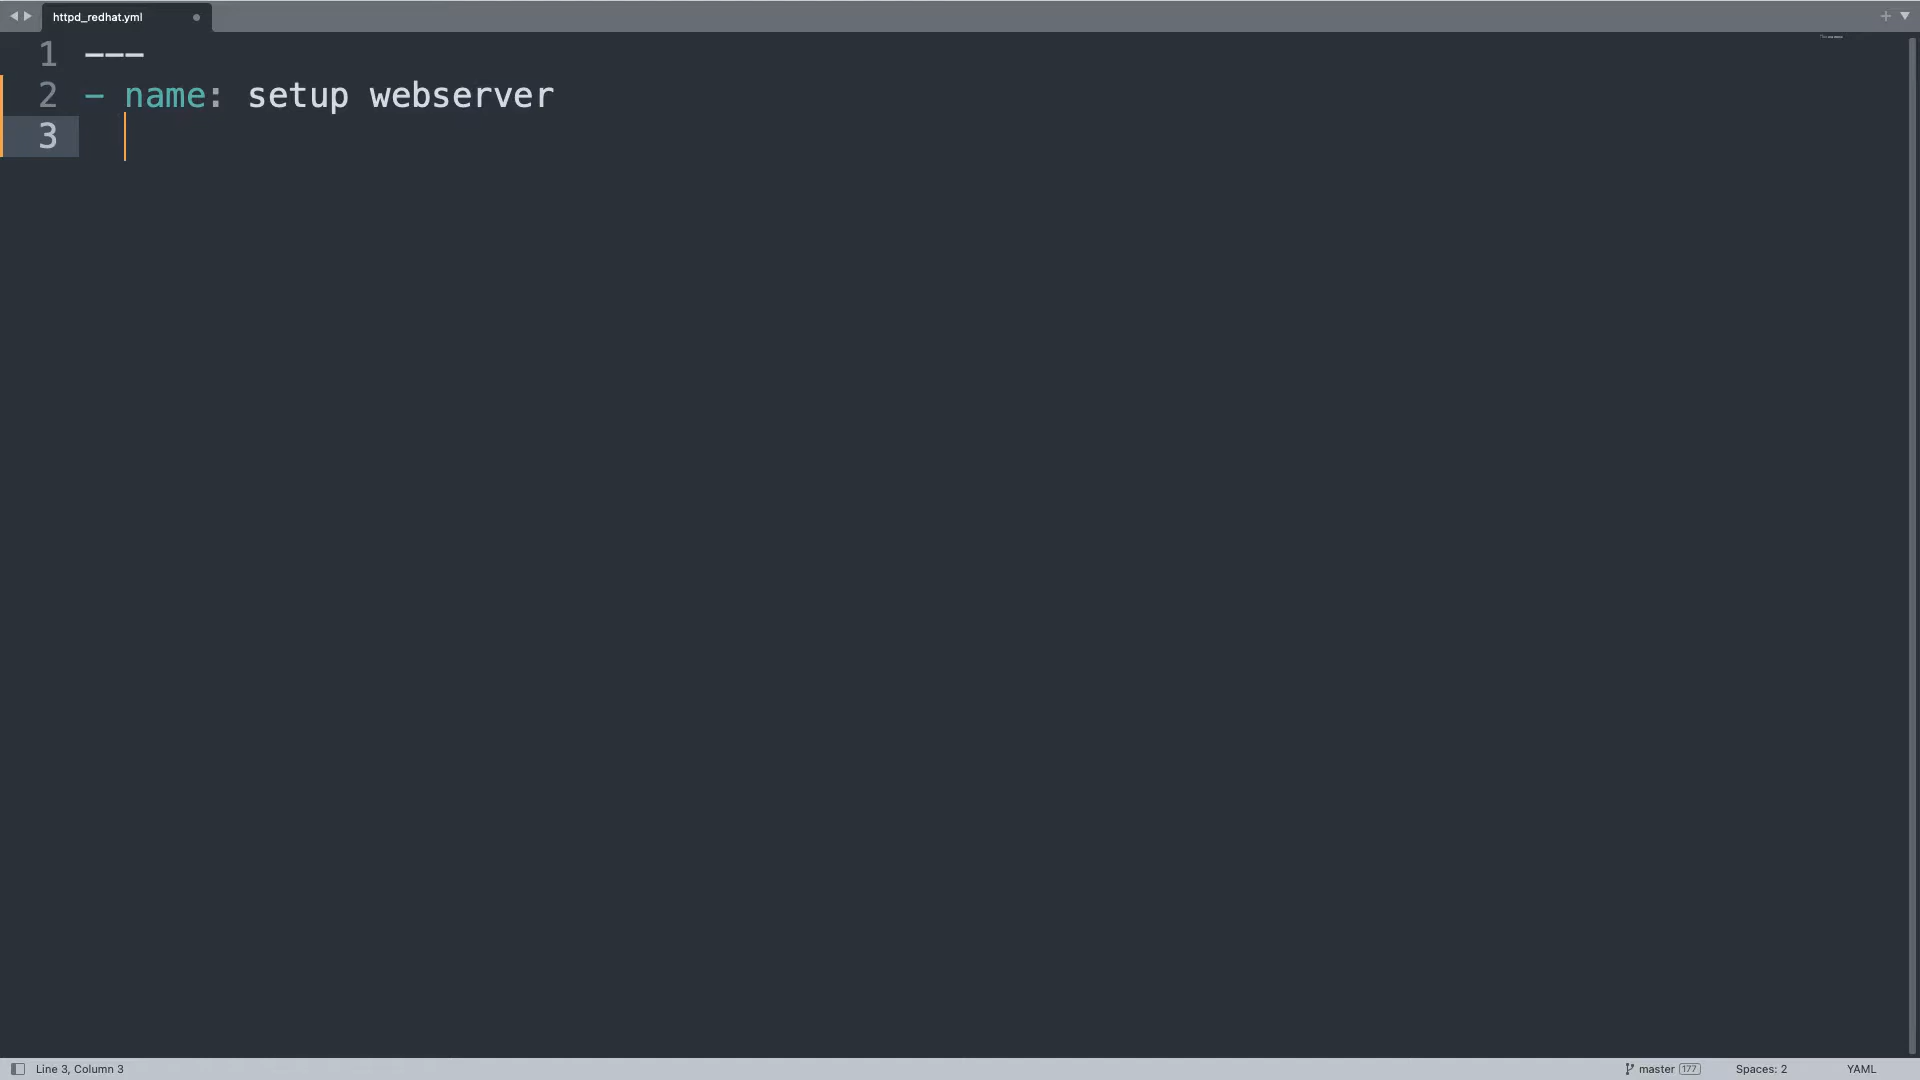 httpd_redhat.yml
1 ---
2 - name: setup webserver
3
Line 3, Column 3
master 177
Spaces: 2
YAML